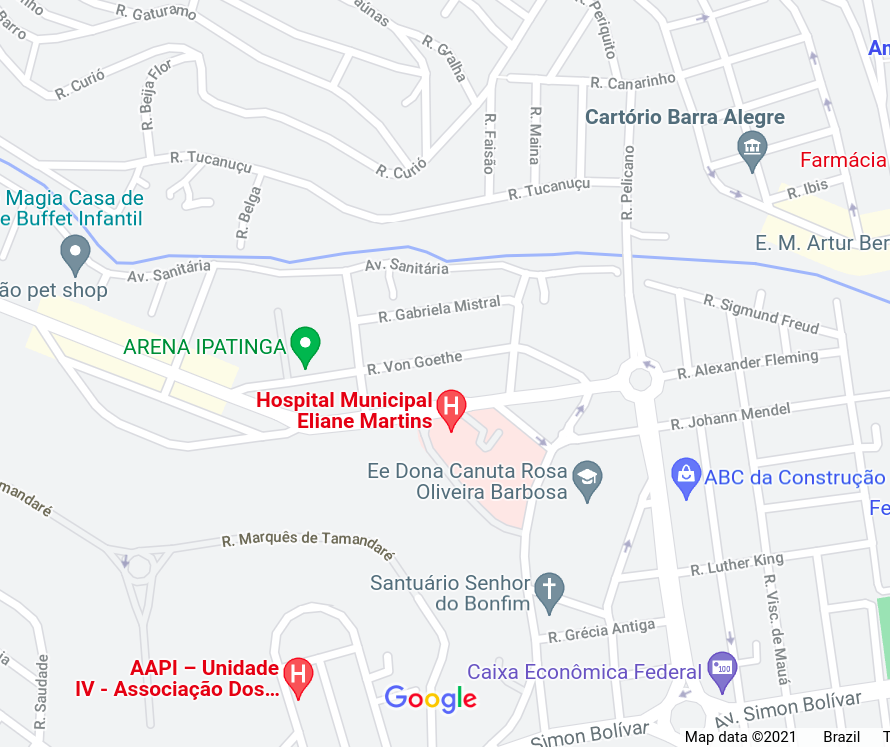 R. Gaturamo
Barro
R. Curió
R. Beija Flor
R. Gralha
R. Periquito
R. Canarinho
R. Faisão
R. Maina
Cartório Barra Alegre
Farmácia
R. Tucanuçu
R. Curió
R. Tucanuçu
R. Pelicano
R. Ibis
R. Belga
Magia Casa de
e Buffet Infantil
E. M. Artur Ber
Av. Sanitária
Av. Sanitária
ão pet shop
R. Gabriela Mistral
R. Sigmund Freud
ARENA IPATINGA
R. Von Goethe
R. Alexander Fleming
Hospital Municipal
Eliane Martins
R. Johann Mendel
Ee Dona Canuta Rosa
Oliveira Barbosa
ABC da Construção
Fe
amandaré
R. Marquês de Tamandaré
R. Luther King
Santuário Senhor
do Bonfim
R. Visc. de Mauá
R. Grécia Antiga
R. Saudade
AAPI – Unidade
IV - Associação Dos...
Caixa Econômica Federal
100
Google
Av. Simon Bolívar
Simon Bolívar
Map data ©2021
Brazil